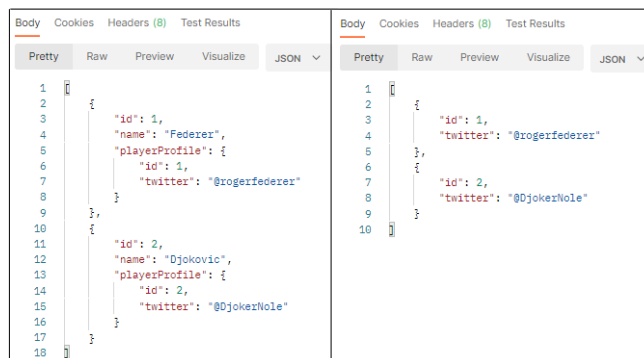 Body Cookies Headers (8) Test Results
Pretty Raw Preview Visualize JSON
1 [
2 {
3 "id": 1,
4 "name": "Federer",
5 "playerProfile": {
6 "id": 1,
7 "twitter": "@rogerfederer"
8 }
9 },
10 {
11 "id": 2,
12 "name": "Djokovic",
13 "playerProfile": {
14 "id": 2,
15 "twitter": "@DjokerNole"
16 }
17 }
18 ]
Body Cookies Headers (8) Test Results
Pretty Raw Preview Visualize JSON
1 [
2 {
3 "id": 1,
4 "twitter": "@rogerfederer"
5 },
6 {
7 "id": 2,
8 "twitter": "@DjokerNole"
9 }
10 ]